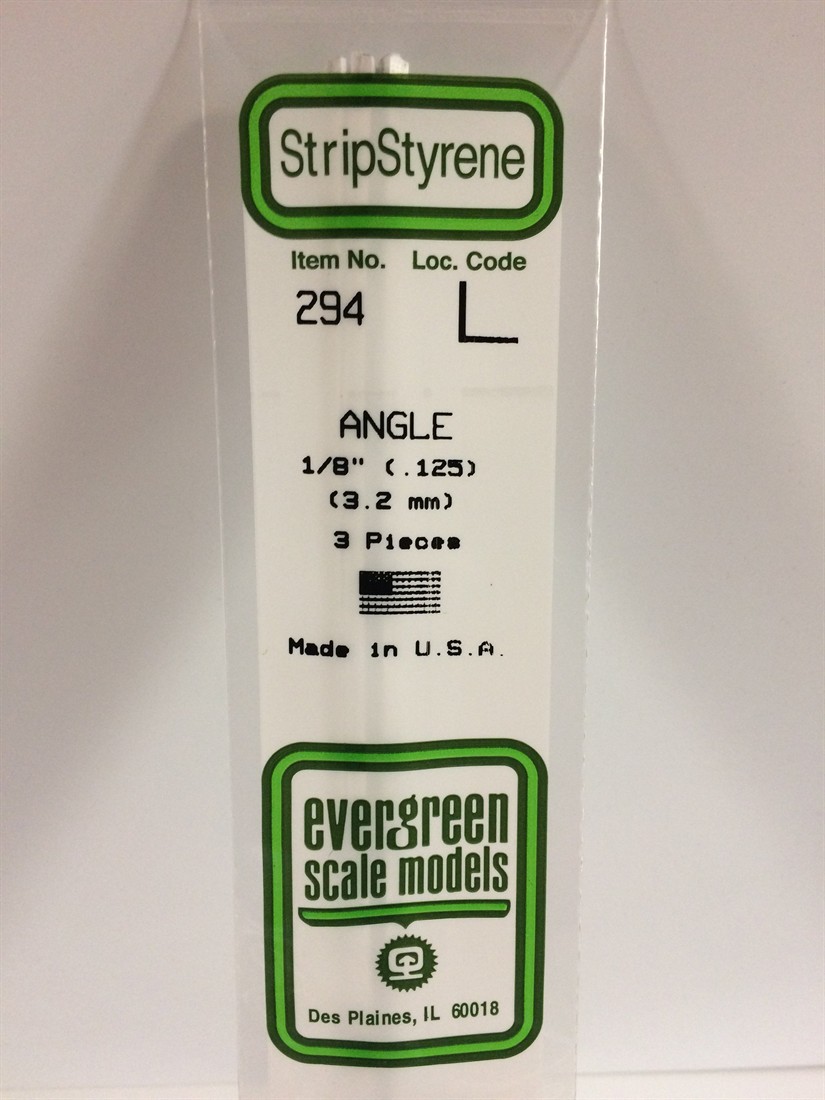 StripStyrene
Item No. Loc. Code
294 L
ANGLE
1/8" (.125)
(3.2 mm)
3 Pieces
Made in U.S.A.
evergreen
scale models
Des Plaines, IL 60018